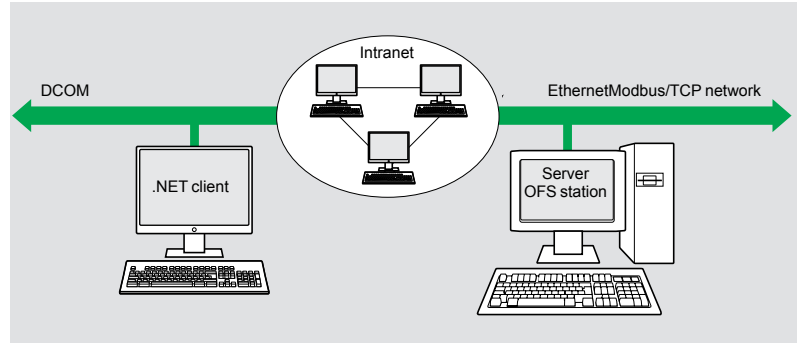 Intranet
DCOM
EthernetModbus/TCP network
.NET client
Server
OFS station